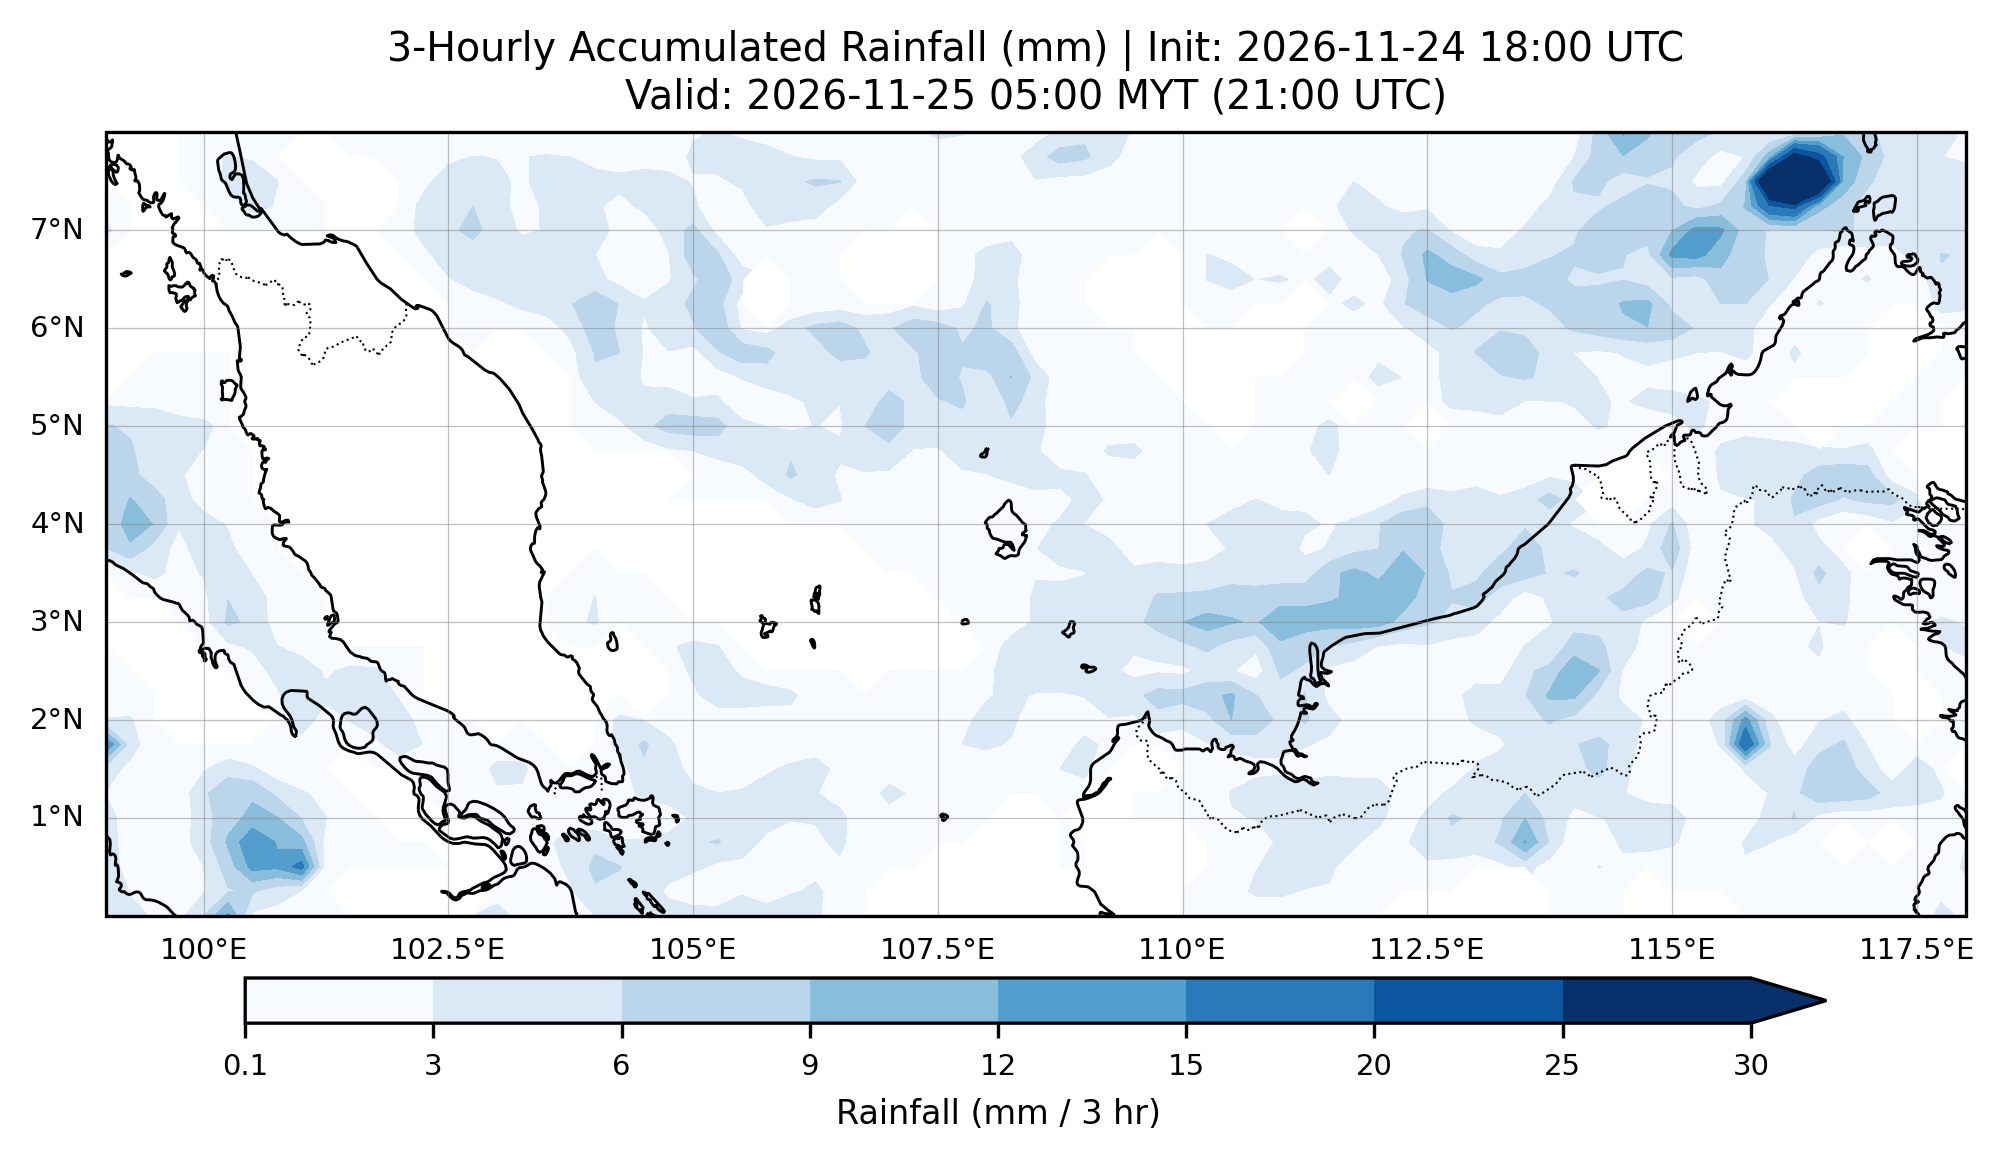 3-Hourly Accumulated Rainfall (mm) | Init: 2026-11-24 18:00 UTC
Valid: 2026-11-25 05:00 MYT (21:00 UTC)
7°N
6°N
5°N
4°N
3°N
2°N
1°N
100°E 102.5°E 105°E 107.5°E 110°E 112.5°E 115°E 117.5°E
0.1 3 6 9 12 15 20 25 30
Rainfall (mm / 3 hr)